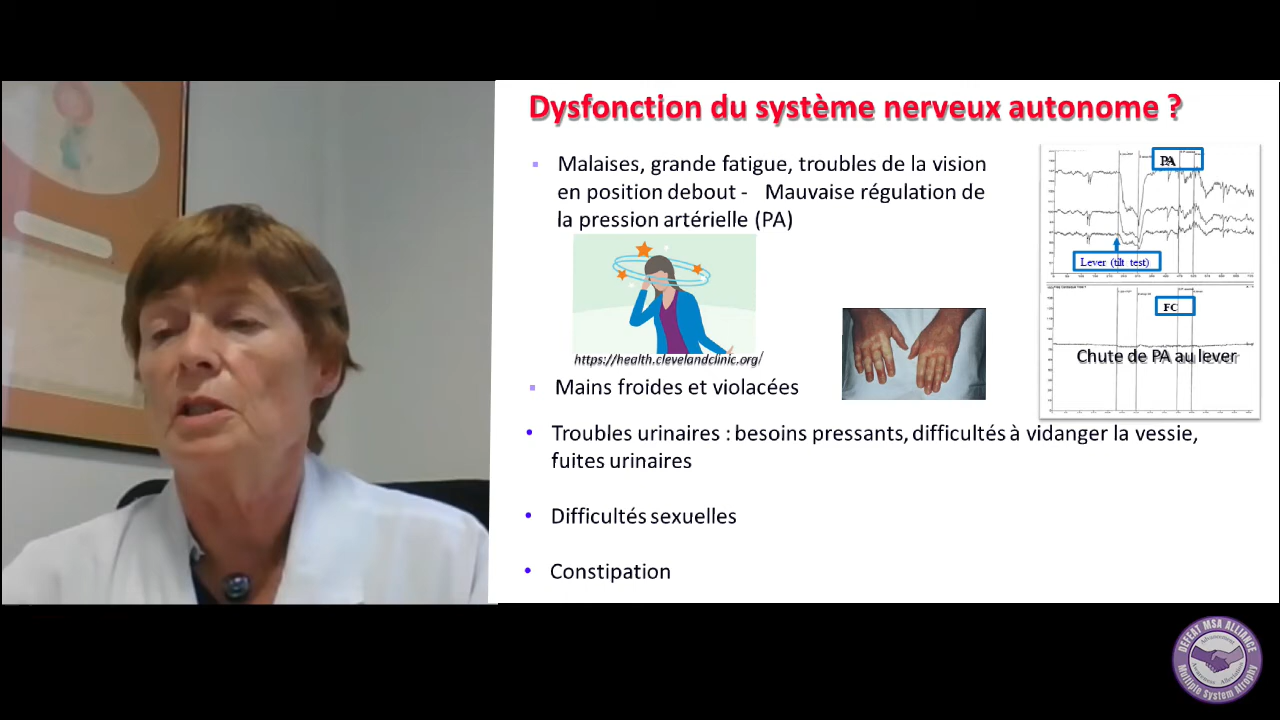 Dysfonction du système nerveux autonome ?
Malaises, grande fatigue, troubles de la vision
en position debout - Mauvaise régulation de
la pression artérielle (PA)
https://health.clevelandclinic.org/
Mains froides et violacées
PA
Lever (tilt test)
FC
Chute de PA au lever
Troubles urinaires : besoins pressants, difficultés à vidanger la vessie,
fuites urinaires
Difficultés sexuelles
Constipation
DEFEAT MSA ALLIANCE
Multiple System Atrophy